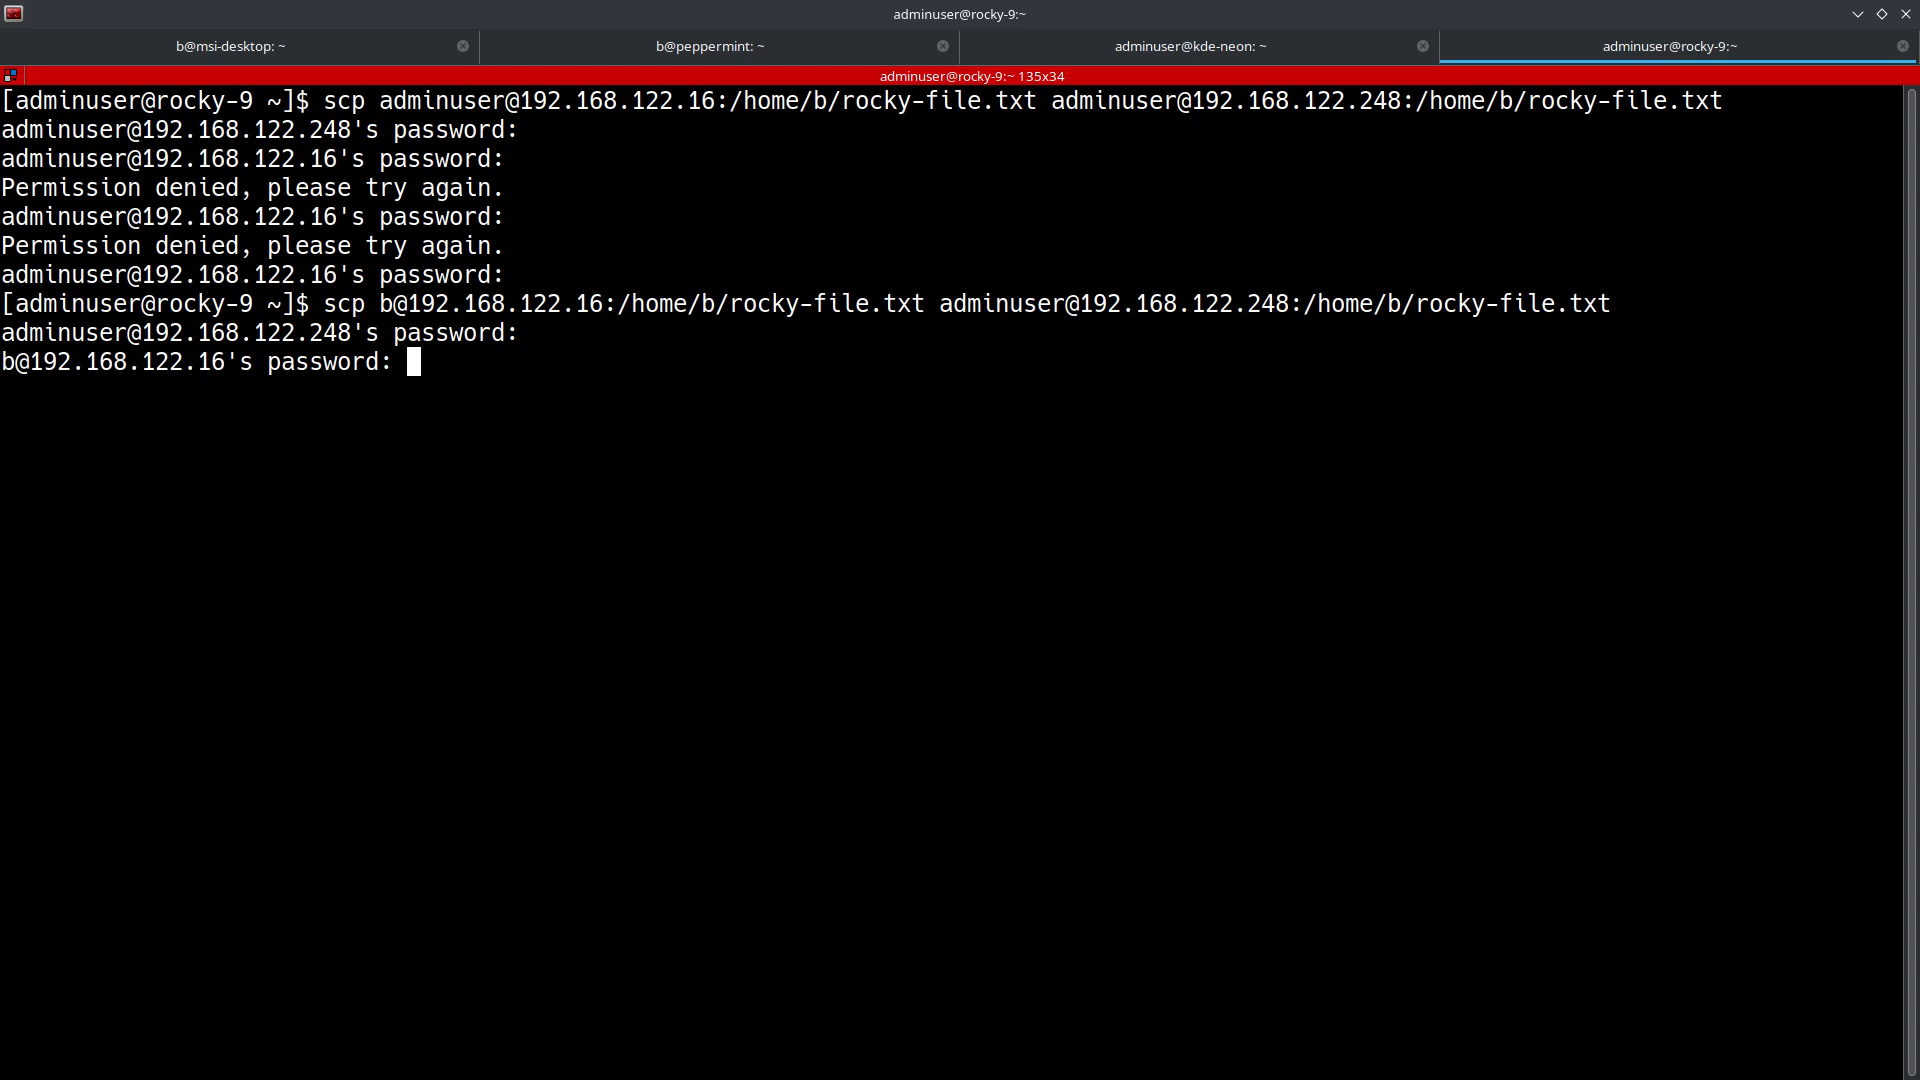 adminuser@rocky-9:~
b@msi-desktop: ~
b@peppermint: ~
adminuser@kde-neon: ~
adminuser@rocky-9:~
adminuser@rocky-9:~ 135x34
[adminuser@rocky-9 ~]$ scp adminuser@192.168.122.16:/home/b/rocky-file.txt adminuser@192.168.122.248:/home/b/rocky-file.txt
adminuser@192.168.122.248's password:
adminuser@192.168.122.16's password:
Permission denied, please try again.
adminuser@192.168.122.16's password:
Permission denied, please try again.
adminuser@192.168.122.16's password:
[adminuser@rocky-9 ~]$ scp b@192.168.122.16:/home/b/rocky-file.txt adminuser@192.168.122.248:/home/b/rocky-file.txt
adminuser@192.168.122.248's password:
b@192.168.122.16's password: